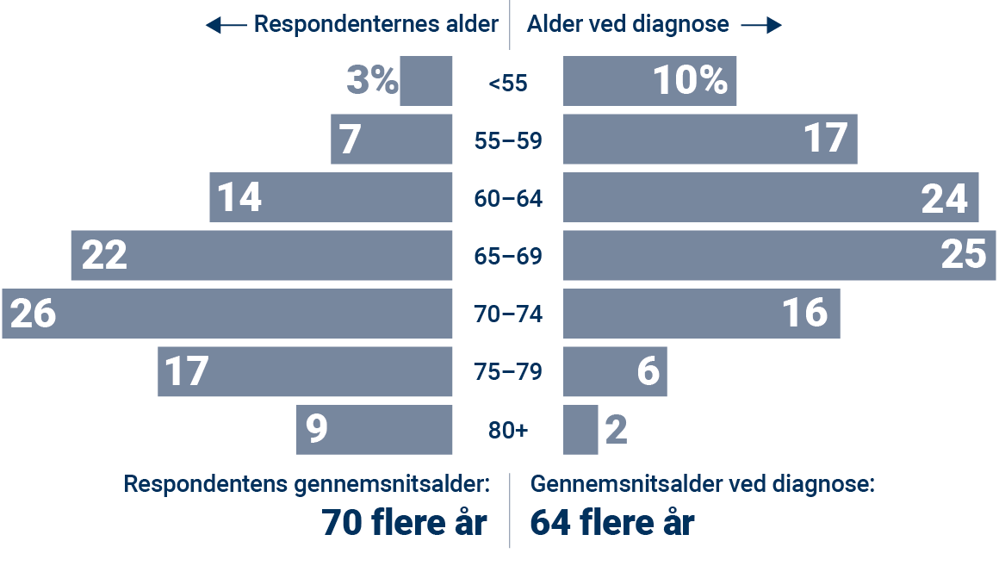 Respondenternes alder Alder ved diagnose
3% <55 10%
7 55–59 17
14 60–64 24
22 65–69 25
26 70–74 16
17 75–79 6
9 80+ 2
Respondentens gennemsnitsalder: Gennemsnitsalder ved diagnose:
70 flere år 64 flere år